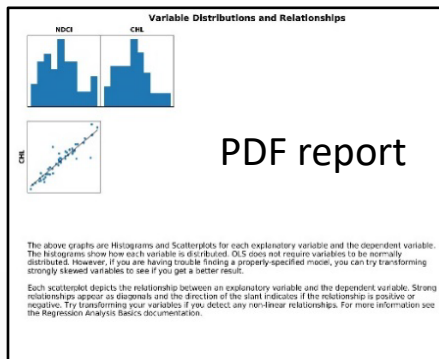 Variable Distributions and Relationships
NDCI CHL
CHL
PDF report
The above graphs are Histograms and Scatterplots for each explanatory variable and the dependent variable.
The histograms show how each variable is distributed. OLS does not require variables to be normally
distributed. However, if you are having trouble finding a properly-specified model, you can try transforming
strongly skewed variables to see if you get a better result.
Each scatterplot depicts the relationship between an explanatory variable and the dependent variable. Strong
relationships appear as diagonals and the direction of the slant indicates if the relationship is positive or
negative. Try transforming your variables if you detect any non-linear relationships. For more information see
the Regression Analysis Basics documentation.